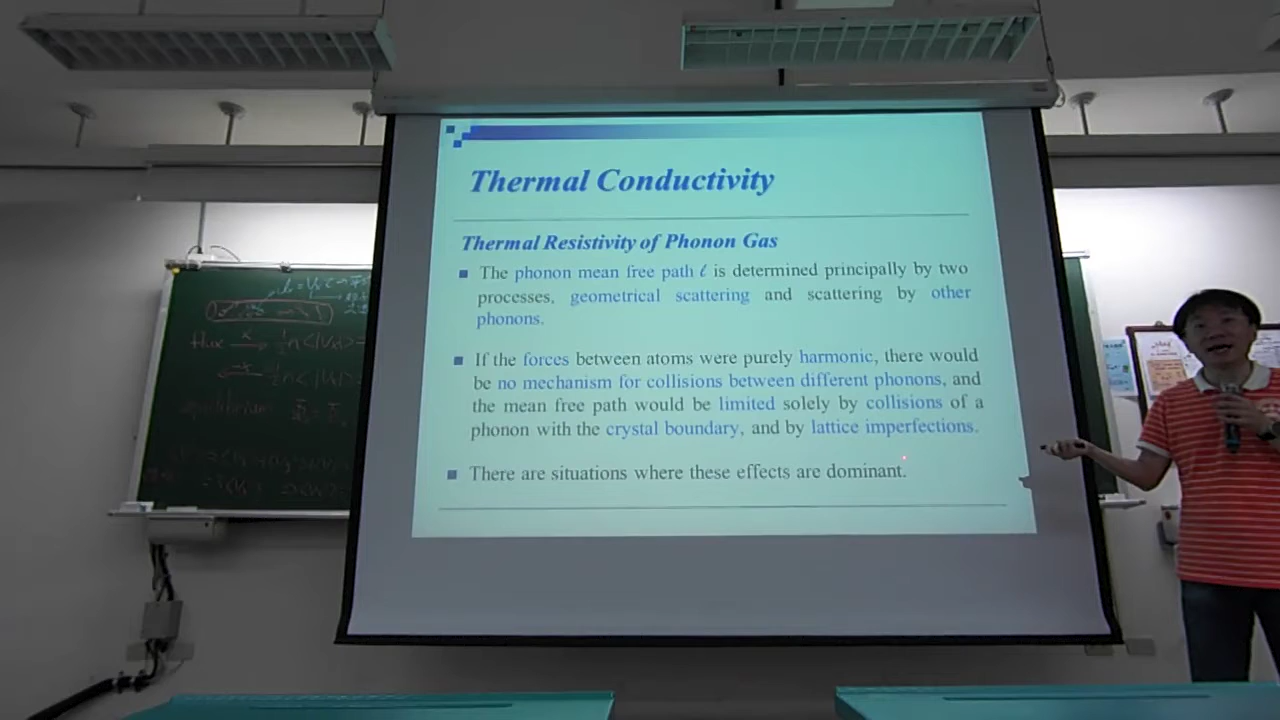 Thermal Conductivity
Thermal Resistivity of Phonon Gas
The phonon mean free path ℓ is determined principally by two
processes, geometrical scattering and scattering by other
phonons.
If the forces between atoms were purely harmonic, there would
be no mechanism for collisions between different phonons, and
the mean free path would be limited solely by collisions of a
phonon with the crystal boundary, and by lattice imperfections.
There are situations where these effects are dominant.
flux
equilibrium